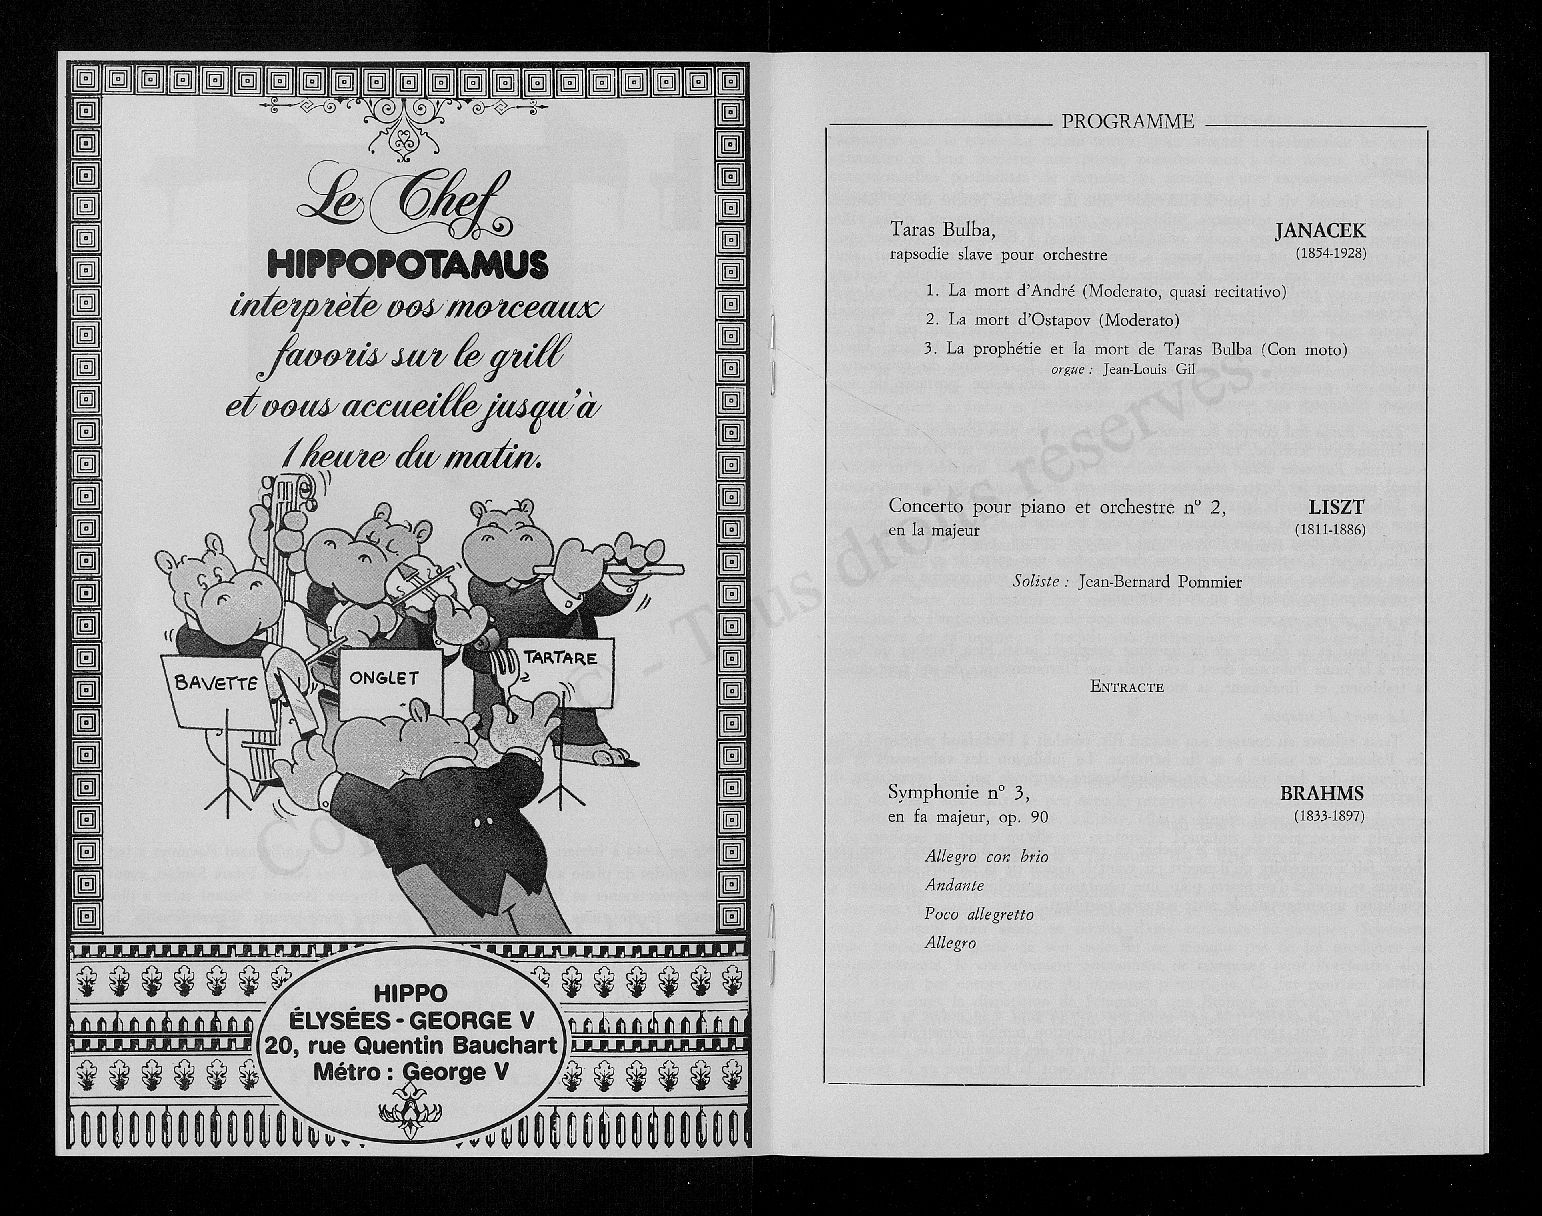 Le Chef
HIPPOPOTAMUS
interprète vos morceaux
favoris sur le grill
et vous accueille jusqu'à
1 heure du matin.
BAVETTE
ONGLET
TARTARE
HIPPO
ÉLYSÉES - GEORGE V
20, rue Quentin Bauchart
Métro : George V
PROGRAMME
Taras Bulba, JANACEK
rapsodie slave pour orchestre (1854-1928)
1. La mort d'André (Moderato, quasi recitativo)
2. La mort d'Ostapov (Moderato)
3. La prophétie et la mort de Taras Bulba (Con moto)
orgue : Jean-Louis Gil
Concerto pour piano et orchestre n° 2, LISZT
en la majeur (1811-1886)
Soliste : Jean-Bernard Pommier
ENTRACTE
Symphonie n° 3, BRAHMS
en fa majeur, op. 90 (1833-1897)
Allegro con brio
Andante
Poco allegretto
Allegro
- Tous droits réservés.